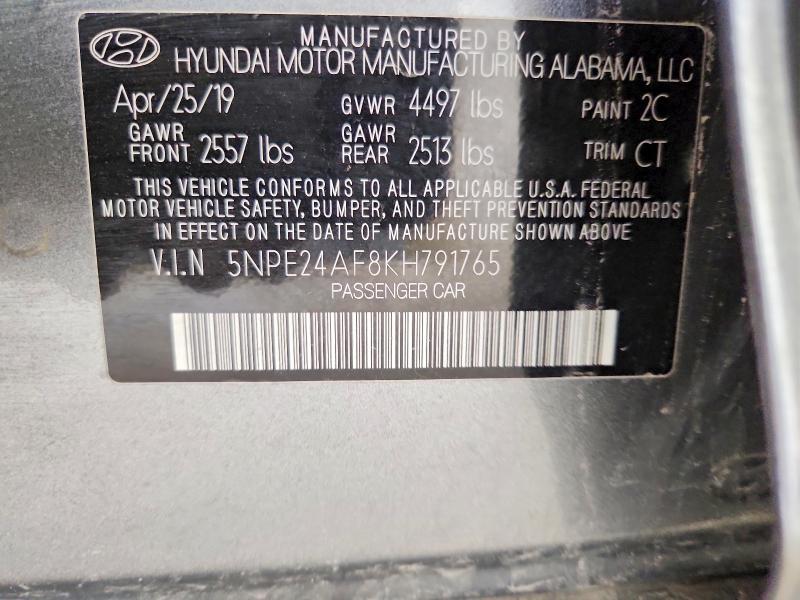 MANUFACTURED BY
HYUNDAI MOTOR MANUFACTURING ALABAMA, LLC
Apr/25/19 GVWR 4497 lbs PAINT 2C
GAWR FRONT 2557 lbs GAWR REAR 2513 lbs TRIM CT
THIS VEHICLE CONFORMS TO ALL APPLICABLE U.S.A. FEDERAL
MOTOR VEHICLE SAFETY, BUMPER, AND THEFT PREVENTION STANDARDS
IN EFFECT ON THE DATE OF MANUFACTURE SHOWN ABOVE
V.I.N 5NPE24AF8KH791765
PASSENGER CAR